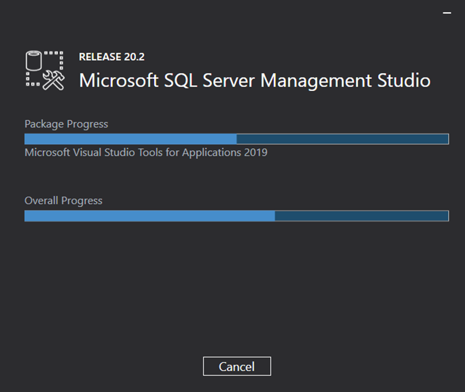 RELEASE 20.2
Microsoft SQL Server Management Studio
Package Progress
Microsoft Visual Studio Tools for Applications 2019
Overall Progress
Cancel